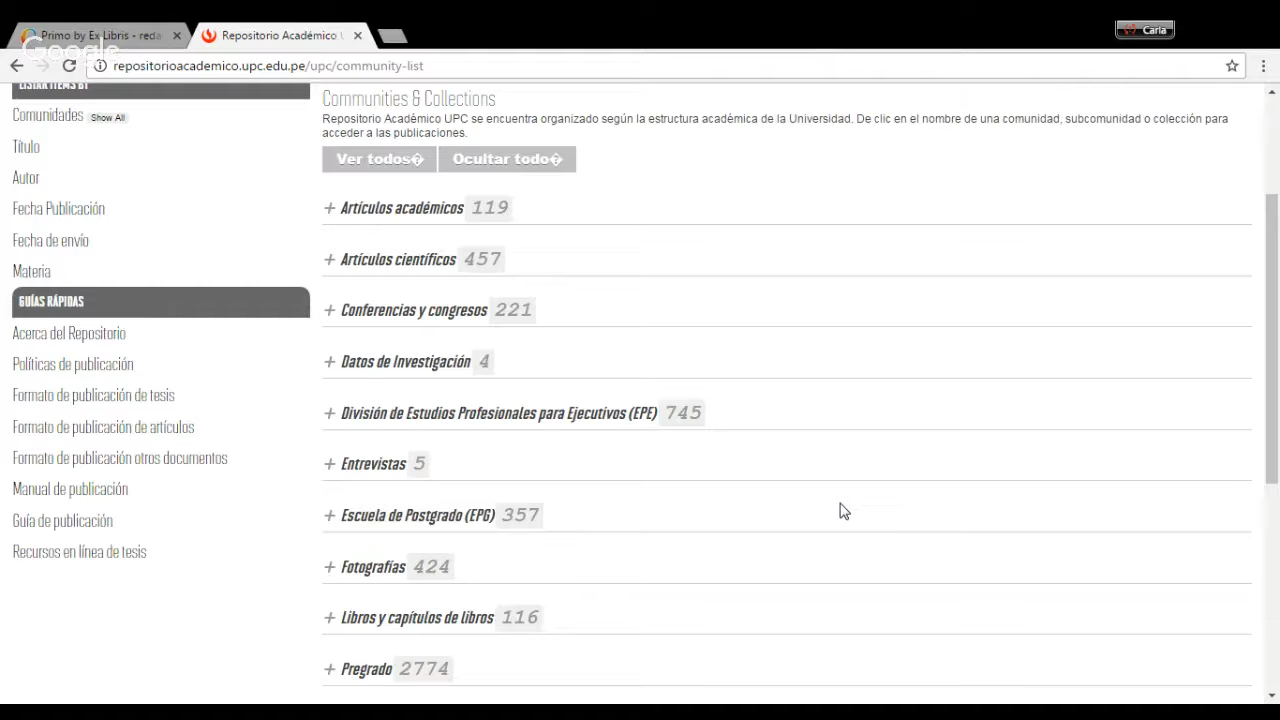 Primo by Ex Libris - reda
Repositorio Académico U
Carla
Google
repositorioacademico.upc.edu.pe/upc/community-list
LISTAR ÍTEMS BY
Comunidades Show All
Título
Autor
Fecha Publicación
Fecha de envío
Materia
GUÍAS RÁPIDAS
Acerca del Repositorio
Políticas de publicación
Formato de publicación de tesis
Formato de publicación de artículos
Formato de publicación otros documentos
Manual de publicación
Guía de publicación
Recursos en línea de tesis
Communities & Collections
Repositorio Académico UPC se encuentra organizado según la estructura académica de la Universidad. De clic en el nombre de una comunidad, subcomunidad o colección para
acceder a las publicaciones.
Ver todos� Ocultar todo�
+ Artículos académicos 119
+ Artículos científicos 457
+ Conferencias y congresos 221
+ Datos de Investigación 4
+ División de Estudios Profesionales para Ejecutivos (EPE) 745
+ Entrevistas 5
+ Escuela de Postgrado (EPG) 357
+ Fotografías 424
+ Libros y capítulos de libros 116
+ Pregrado 2774